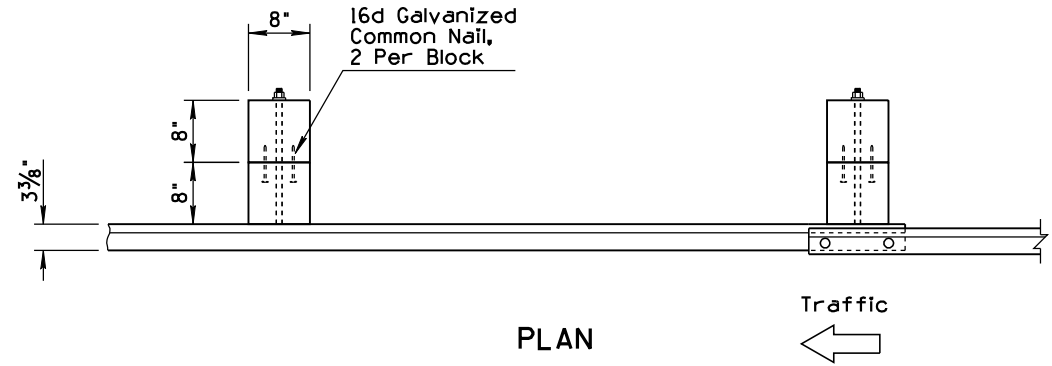 8"
16d Galvanized
Common Nail,
2 Per Block
8"
8"
3⅜"
Traffic
PLAN